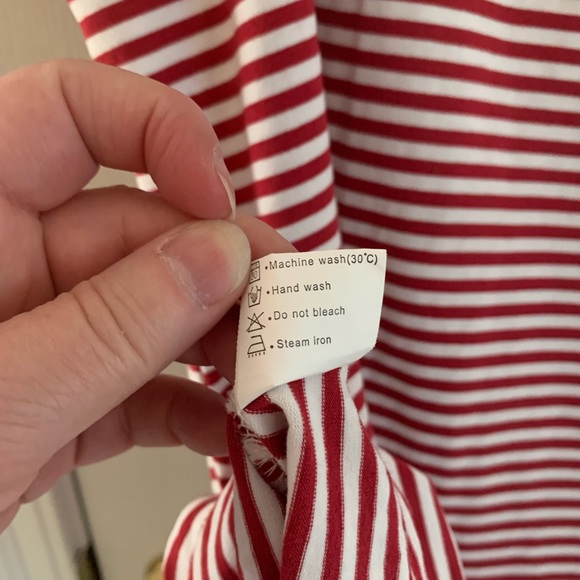 •Machine wash(30°C)
•Hand wash
•Do not bleach
•Steam iron